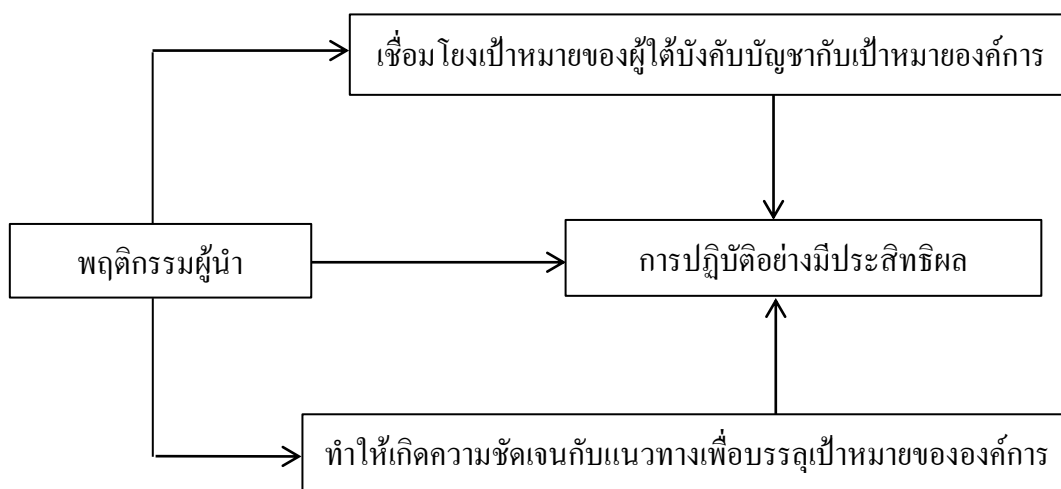 เชื่อมโยงเป้าหมายของผู้ใต้บังคับบัญชากับเป้าหมายองค์การ
พฤติกรรมผู้นำ
การปฏิบัติอย่างมีประสิทธิผล
ทำให้เกิดความชัดเจนกับแนวทางเพื่อบรรลุเป้าหมายขององค์การ